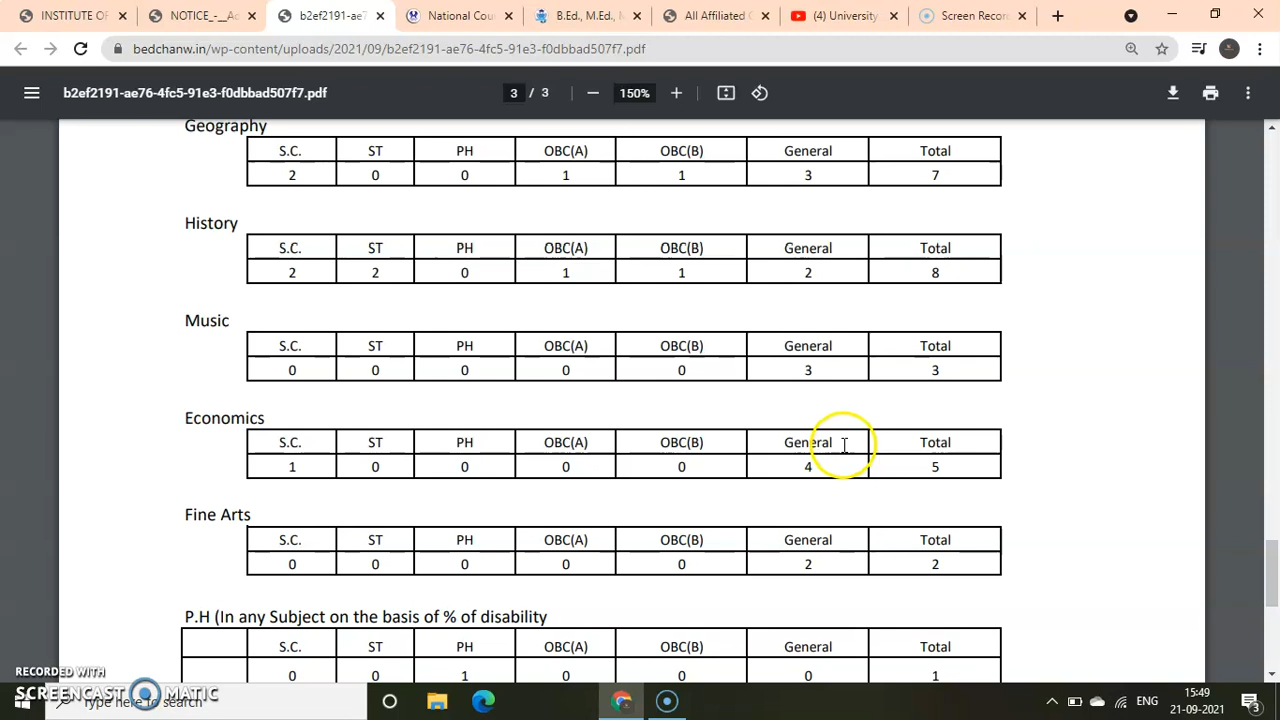 INSTITUTE OF
NOTICE_-__Ac
b2ef2191-ae7
National Cou
B.Ed., M.Ed., M
All Affiliated C
(4) University
Screen Recor
bedchanw.in/wp-content/uploads/2021/09/b2ef2191-ae76-4fc5-91e3-f0dbbad507f7.pdf
b2ef2191-ae76-4fc5-91e3-f0dbbad507f7.pdf
3 / 3
150%
Geography
S.C. ST PH OBC(A) OBC(B) General Total
2 0 0 1 1 3 7
History
S.C. ST PH OBC(A) OBC(B) General Total
2 2 0 1 1 2 8
Music
S.C. ST PH OBC(A) OBC(B) General Total
0 0 0 0 0 3 3
Economics
S.C. ST PH OBC(A) OBC(B) General Total
1 0 0 0 0 4 5
Fine Arts
S.C. ST PH OBC(A) OBC(B) General Total
0 0 0 0 0 2 2
P.H (In any Subject on the basis of % of disability
S.C. ST PH OBC(A) OBC(B) General Total
0 0 1 0 0 0 1
RECORDED WITH
SCREENCAST MATIC
Type here to search
ENG
15:49
21-09-2021
3